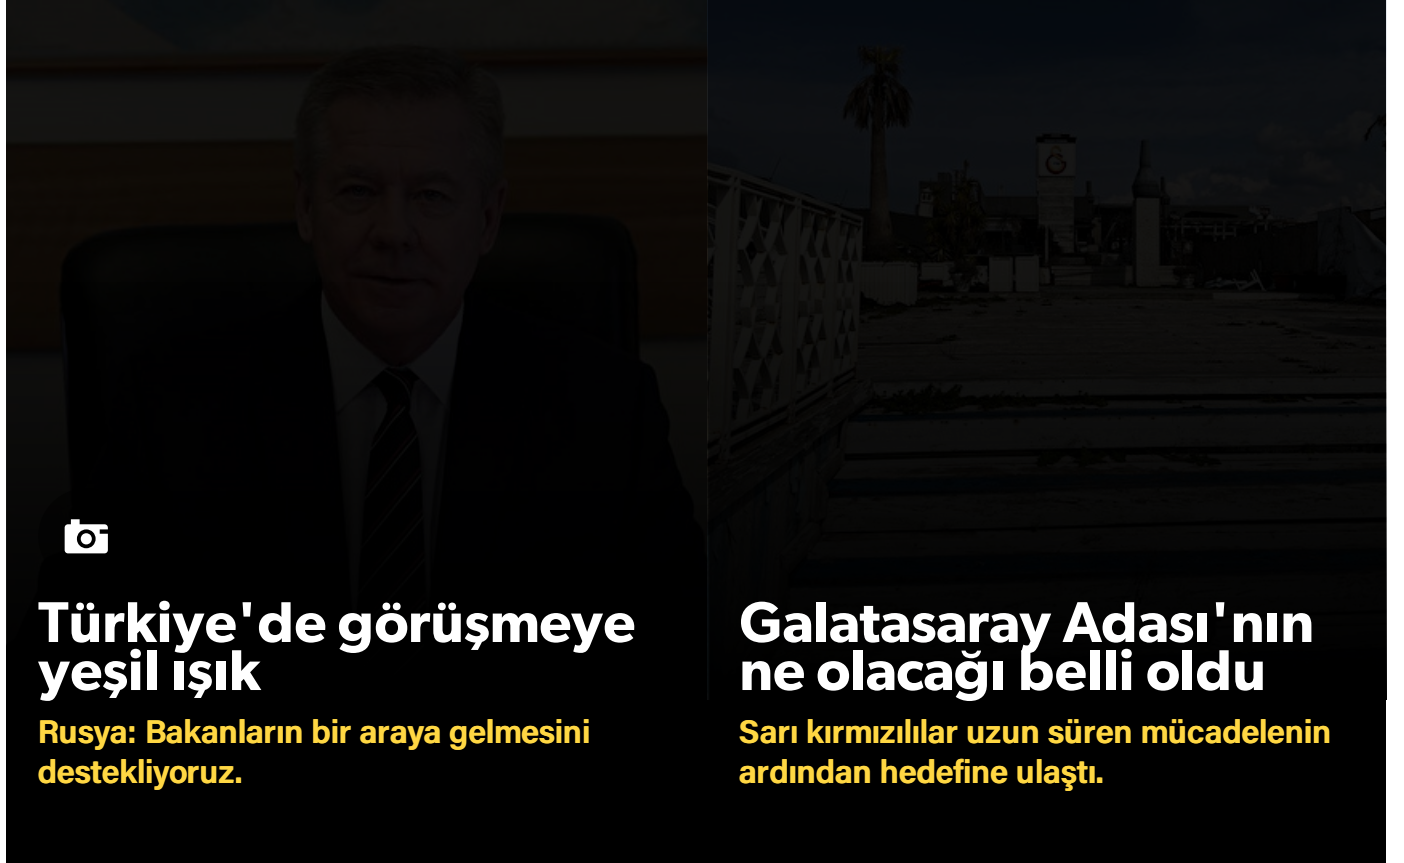 Türkiye'de görüşmeye
yeşil ışık
Rusya: Bakanların bir araya gelmesini
destekliyoruz.
Galatasaray Adası'nın
ne olacağı belli oldu
Sarı kırmızılılar uzun süren mücadelenin
ardından hedefine ulaştı.